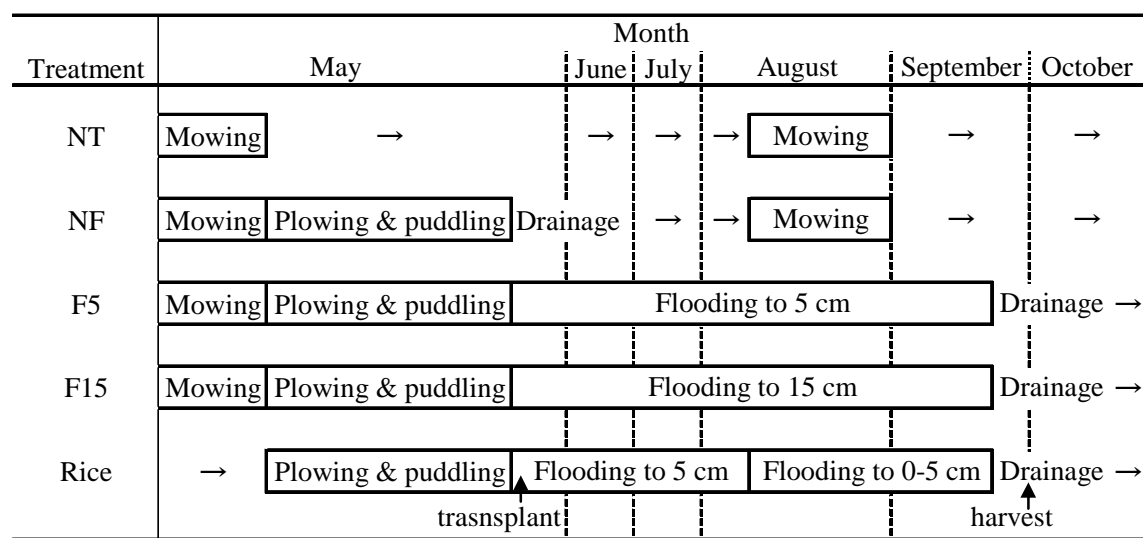 Month
Treatment May June July August September October
NT Mowing → → → → Mowing → →
NF Mowing Plowing & puddling Drainage → → Mowing → →
F5 Mowing Plowing & puddling Flooding to 5 cm Drainage →
F15 Mowing Plowing & puddling Flooding to 15 cm Drainage →
Rice → Plowing & puddling Flooding to 5 cm Flooding to 0-5 cm Drainage →
trasnsplant harvest